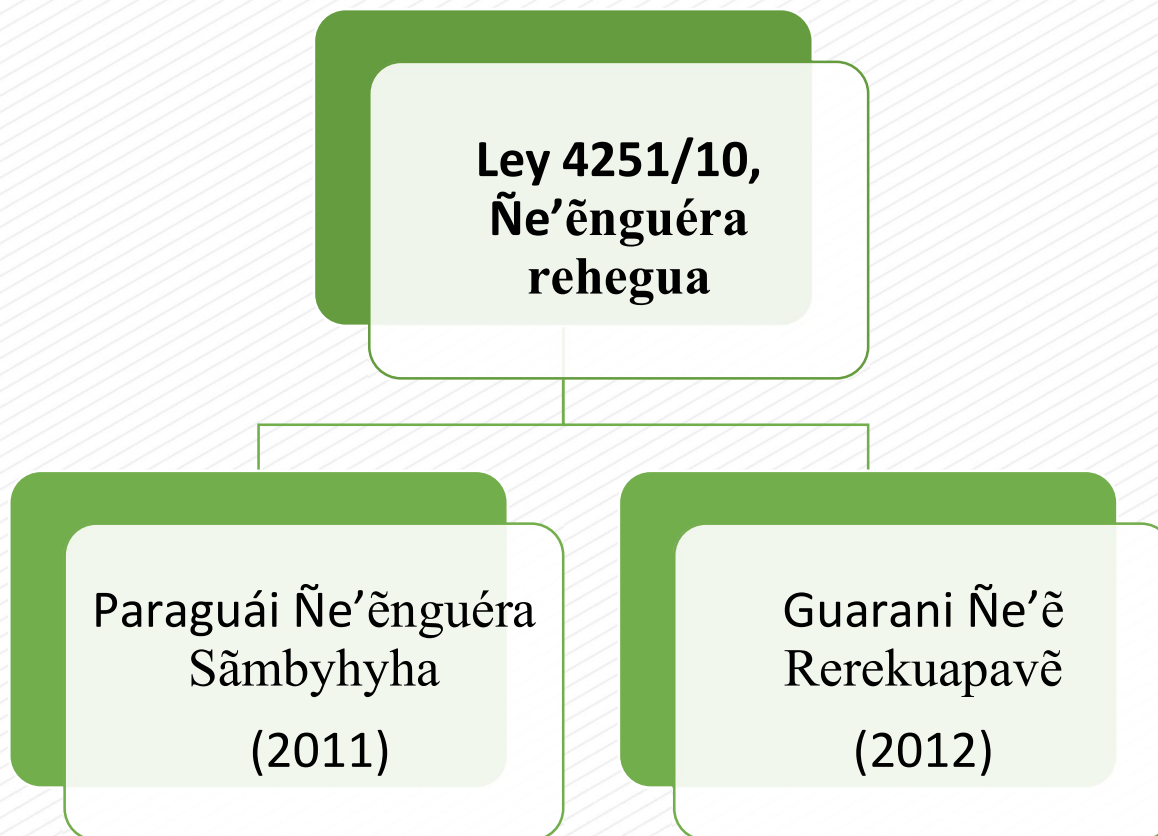 Ley 4251/10,
Ñe’ẽnguéra
rehegua
Paraguái Ñe’ẽnguéra
Sãmbyhyha
(2011)
Guarani Ñe’ẽ
Rerekuapavẽ
(2012)